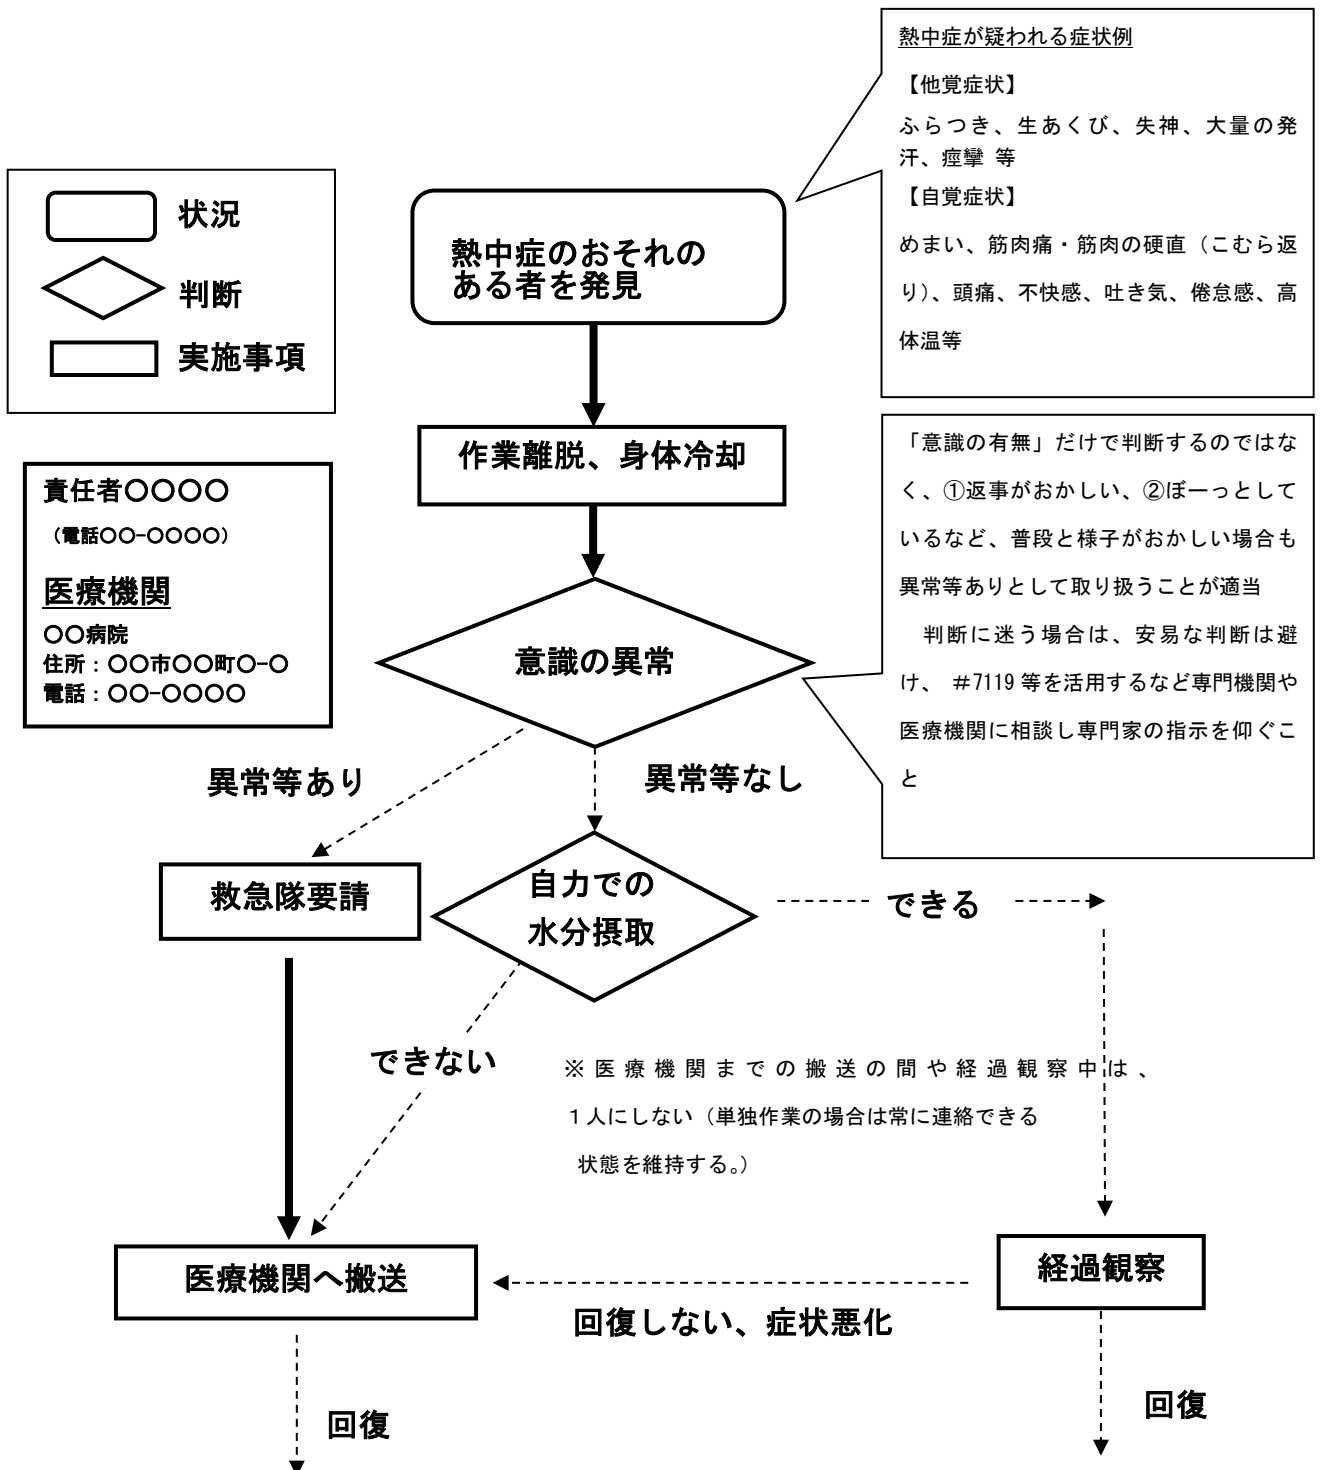 熱中症が疑われる症状例
【他覚症状】
ふらつき、生あくび、失神、大量の発
汗、痙攣 等
【自覚症状】
めまい、筋肉痛・筋肉の硬直（こむら返
り）、頭痛、不快感、吐き気、倦怠感、高
体温等
状況
判断
実施事項
熱中症のおそれの
ある者を発見
作業離脱、身体冷却
「意識の有無」だけで判断するのではな
く、①返事がおかしい、②ぼーっとして
いるなど、普段と様子がおかしい場合も
異常等ありとして取り扱うことが適当
判断に迷う場合は、安易な判断は避
け、 ＃7119 等を活用するなど専門機関や
医療機関に相談し専門家の指示を仰ぐこ
と
責任者〇〇〇〇
（電話〇〇-〇〇〇〇）
医療機関
〇〇病院
住所：〇〇市〇〇町〇-〇
電話：〇〇-〇〇〇〇
意識の異常
異常等あり
異常等なし
救急隊要請
自力での
水分摂取
できる
できない
※医療機関までの搬送の間や経過観察中は、
１人にしない（単独作業の場合は常に連絡できる
状態を維持する。）
医療機関へ搬送
経過観察
回復しない、症状悪化
回復
回復